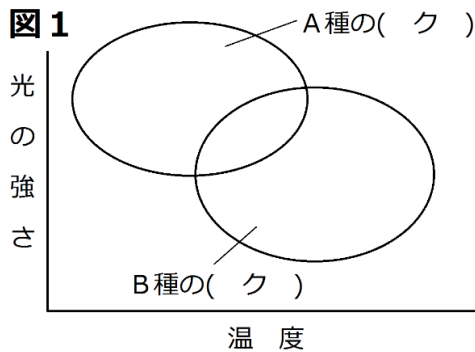 図1
A種の( ク )
光の強さ
B種の( ク )
温 度